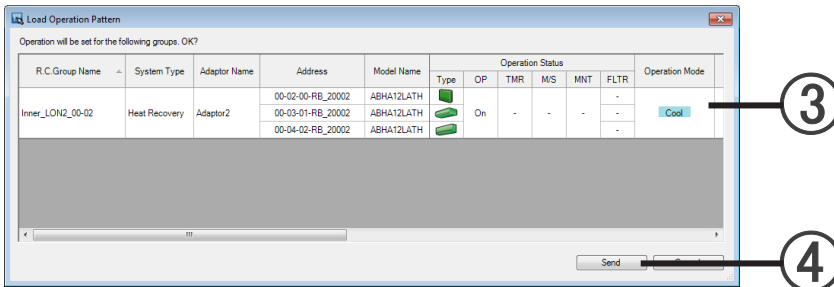 Load Operation Pattern
Operation will be set for the following groups. OK?
R.C.Group Name System Type Adaptor Name Address Model Name Operation Status Operation Mode
Type OP TMR M/S MNT FLTR
00-02-00-RB_20002 ABHA12LATH -
Inner_LON2_00-02 Heat Recovery Adaptor2 00-03-01-RB_20002 ABHA12LATH On - - - - Cool
00-04-02-RB_20002 ABHA12LATH -
3
Send
4